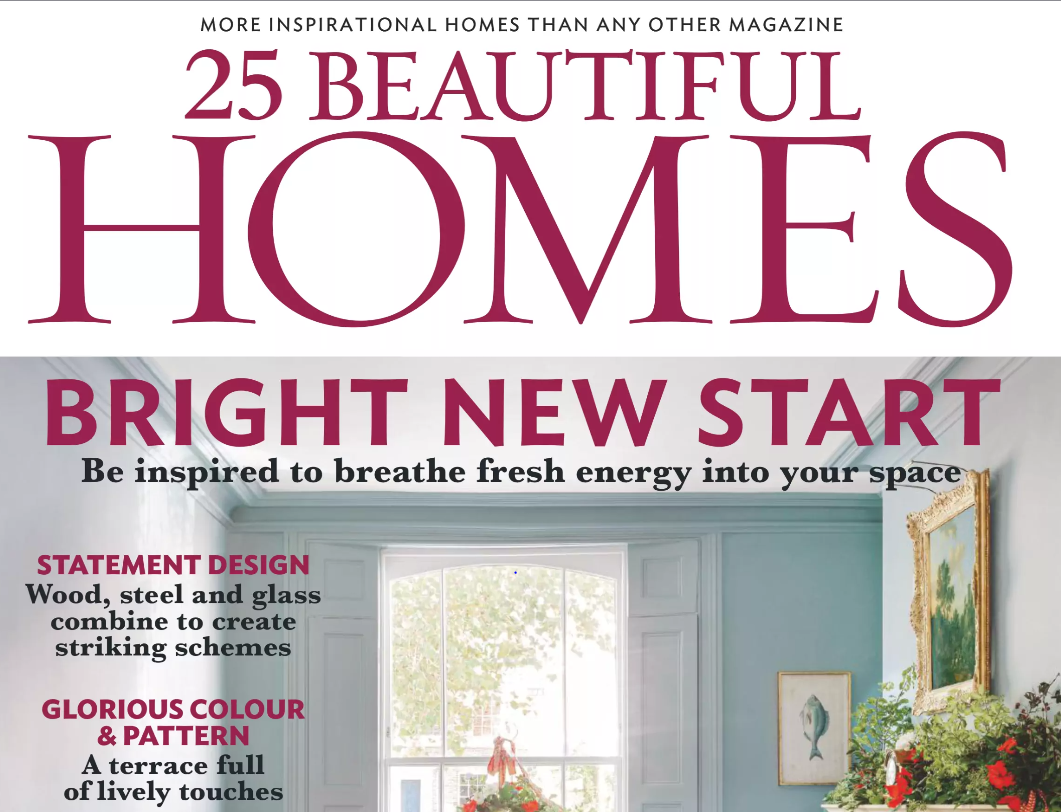 MORE INSPIRATIONAL HOMES THAN ANY OTHER MAGAZINE
25 BEAUTIFUL
HOMES
BRIGHT NEW START
Be inspired to breathe fresh energy into your space
STATEMENT DESIGN
Wood, steel and glass
combine to create
striking schemes
GLORIOUS COLOUR
& PATTERN
A terrace full
of lively touches